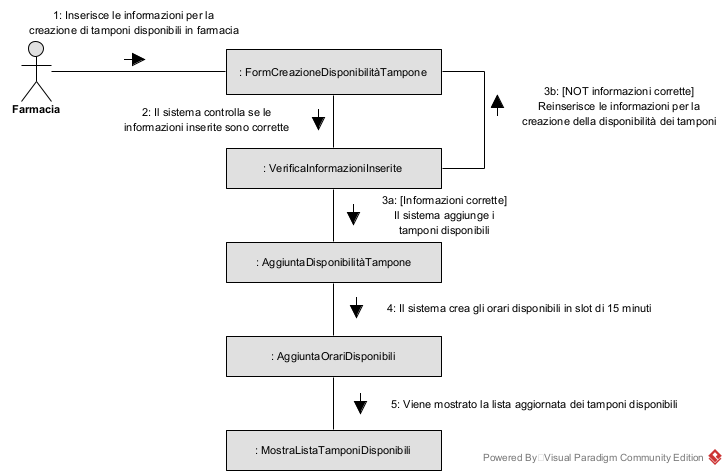 1: Inserisce le informazioni per la
creazione di tamponi disponibili in farmacia
Farmacia
: FormCreazioneDisponibilitàTampone
3b: [NOT informazioni corrette]
Reinserisce le informazioni per la
creazione della disponibilità dei tamponi
2: Il sistema controlla se le
informazioni inserite sono corrette
: VerificaInformazioniInserite
3a: [Informazioni corrette]
Il sistema aggiunge i
tamponi disponibili
: AggiuntaDisponibilitàTampone
4: Il sistema crea gli orari disponibili in slot di 15 minuti
: AggiuntaOrariDisponibili
5: Viene mostrato la lista aggiornata dei tamponi disponibili
: MostraListaTamponiDisponibili
Powered By Visual Paradigm Community Edition